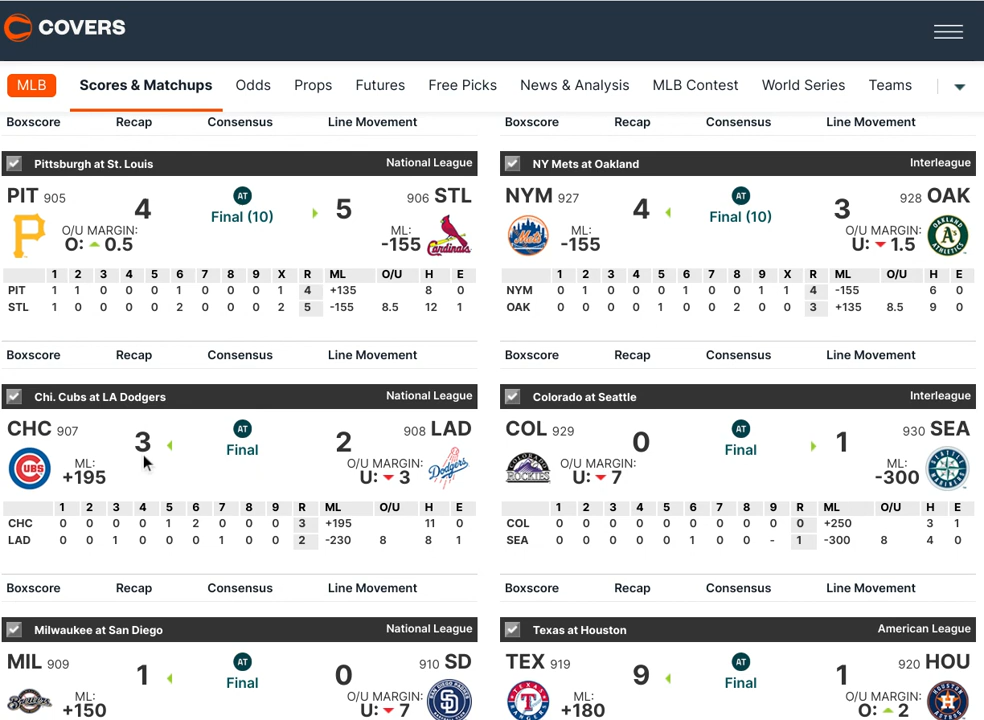 COVERS
MLB Scores & Matchups Odds Props Futures Free Picks News & Analysis MLB Contest World Series Teams
Boxscore Recap Consensus Line Movement
Boxscore Recap Consensus Line Movement
Pittsburgh at St. Louis National League
PIT 905 4 AT Final (10) 5 906 STL
O/U MARGIN:
O: 0.5
ML:
-155
Cardinals
1 2 3 4 5 6 7 8 9 X R ML O/U H E
PIT 1 1 0 0 0 1 0 0 0 1 4 +135 8 0
STL 1 0 0 0 0 2 0 0 0 2 5 -155 8.5 12 1
Boxscore Recap Consensus Line Movement
NY Mets at Oakland Interleague
NYM 927 4 AT Final (10) 3 928 OAK
Mets
ML:
-155
O/U MARGIN:
U: 1.5
1 2 3 4 5 6 7 8 9 X R ML O/U H E
NYM 0 1 0 0 0 1 0 0 1 1 4 -155 6 0
OAK 0 0 0 0 1 0 0 2 0 0 3 +135 8.5 9 0
Boxscore Recap Consensus Line Movement
Chi. Cubs at LA Dodgers National League
CHC 907 3 AT Final 2 908 LAD
CUBS
ML:
+195
O/U MARGIN:
U: 3
Dodgers
1 2 3 4 5 6 7 8 9 R ML O/U H E
CHC 0 0 0 0 1 2 0 0 0 3 +195 11 0
LAD 0 0 1 0 0 0 1 0 0 2 -230 8 8 1
Boxscore Recap Consensus Line Movement
Colorado at Seattle Interleague
COL 929 0 AT Final 1 930 SEA
O/U MARGIN:
U: 7
ML:
-300
1 2 3 4 5 6 7 8 9 R ML O/U H E
COL 0 0 0 0 0 0 0 0 0 0 +250 3 1
SEA 0 0 0 0 0 1 0 0 - 1 -300 8 4 0
Boxscore Recap Consensus Line Movement
Milwaukee at San Diego National League
MIL 909 1 AT Final 0 910 SD
Brewers
ML:
+150
O/U MARGIN:
U: 7
Texas at Houston American League
TEX 919 9 AT Final 1 920 HOU
ML:
+180
O/U MARGIN:
O: 2